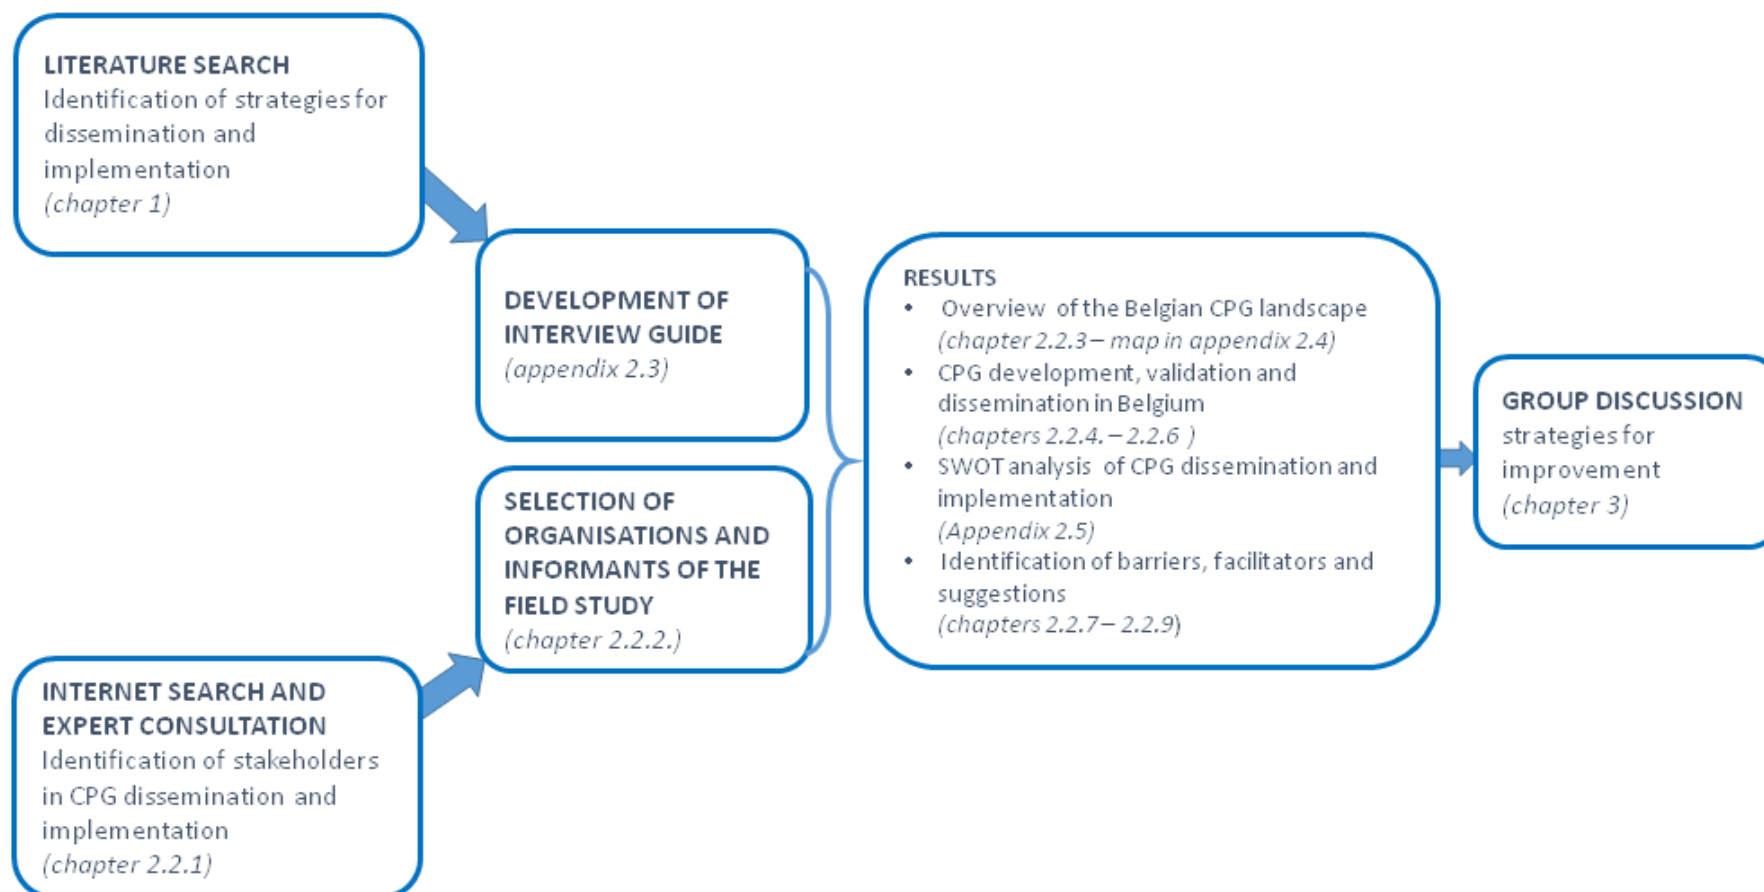 LITERATURE SEARCH
Identification of strategies for
dissemination and
implementation
(chapter 1)
INTERNET SEARCH AND
EXPERT CONSULTATION
Identification of stakeholders
in CPG dissemination and
implementation
(chapter 2.2.1)
DEVELOPMENT OF
INTERVIEW GUIDE
(appendix 2.3)
SELECTION OF
ORGANISATIONS AND
INFORMANTS OF THE
FIELD STUDY
(chapter 2.2.2.)
RESULTS
• Overview of the Belgian CPG landscape
(chapter 2.2.3 – map in appendix 2.4)
• CPG development, validation and
dissemination in Belgium
(chapters 2.2.4. – 2.2.6 )
• SWOT analysis of CPG dissemination and
implementation
(Appendix 2.5)
• Identification of barriers, facilitators and
suggestions
(chapters 2.2.7 – 2.2.9)
GROUP DISCUSSION
strategies for
improvement
(chapter 3)